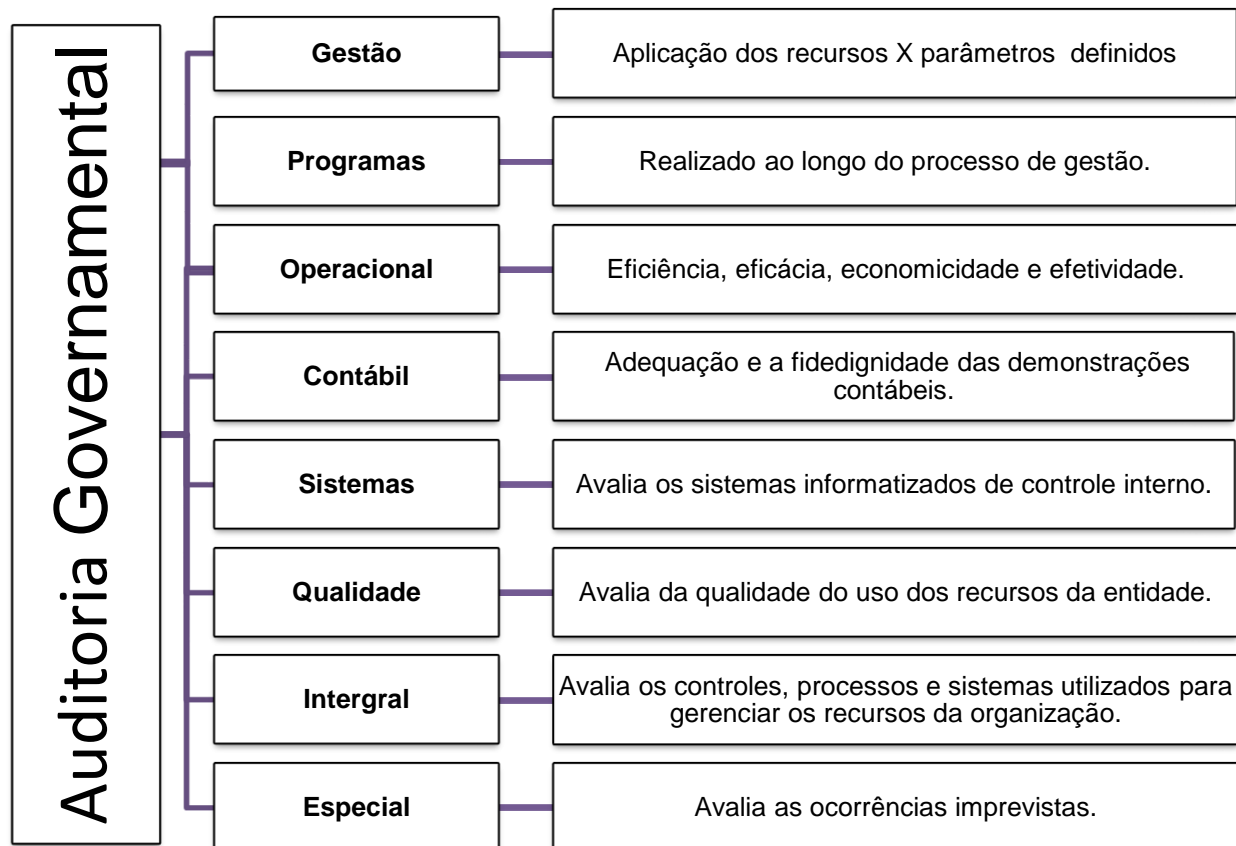 Auditoria Governamental
Gestão
Aplicação dos recursos X parâmetros definidos
Programas
Realizado ao longo do processo de gestão.
Operacional
Eficiência, eficácia, economicidade e efetividade.
Contábil
Adequação e a fidedignidade das demonstrações
contábeis.
Sistemas
Avalia os sistemas informatizados de controle interno.
Qualidade
Avalia da qualidade do uso dos recursos da entidade.
Intergral
Avalia os controles, processos e sistemas utilizados para
gerenciar os recursos da organização.
Especial
Avalia as ocorrências imprevistas.